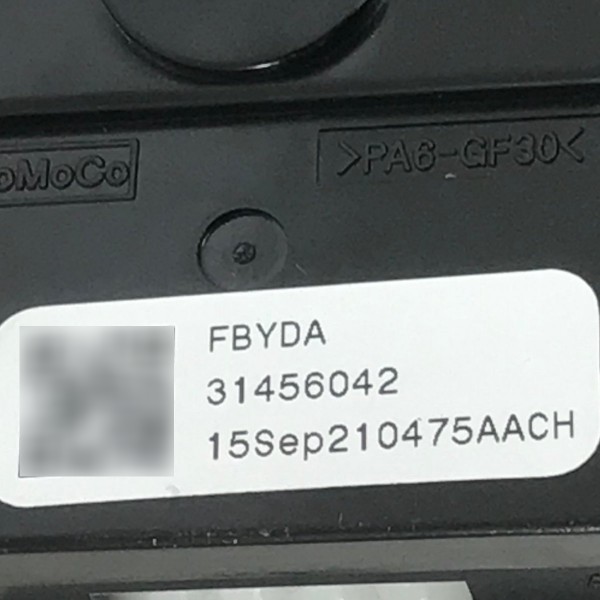 oMoCo
>PA6-GF30<
FBYDA
31456042
15Sep210475AACH